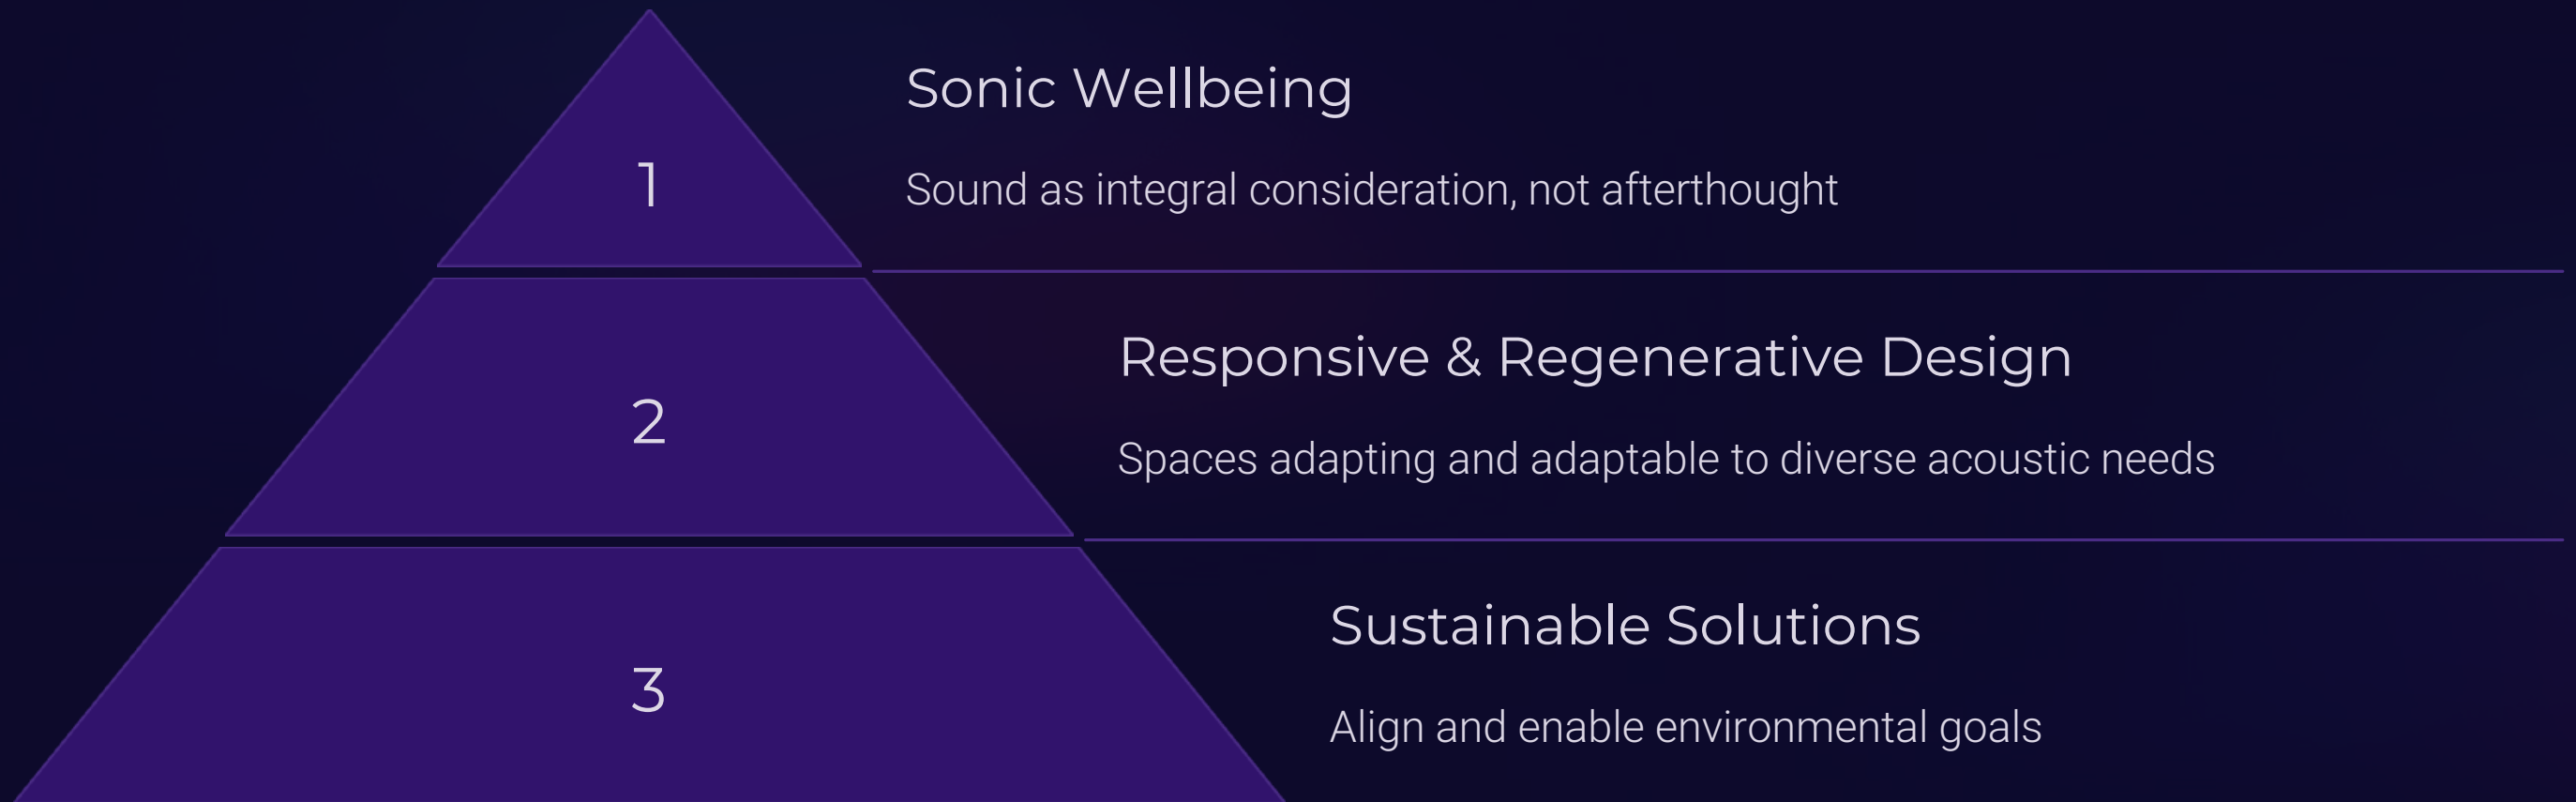 1
Sonic Wellbeing
Sound as integral consideration, not afterthought
2
Responsive & Regenerative Design
Spaces adapting and adaptable to diverse acoustic needs
3
Sustainable Solutions
Align and enable environmental goals